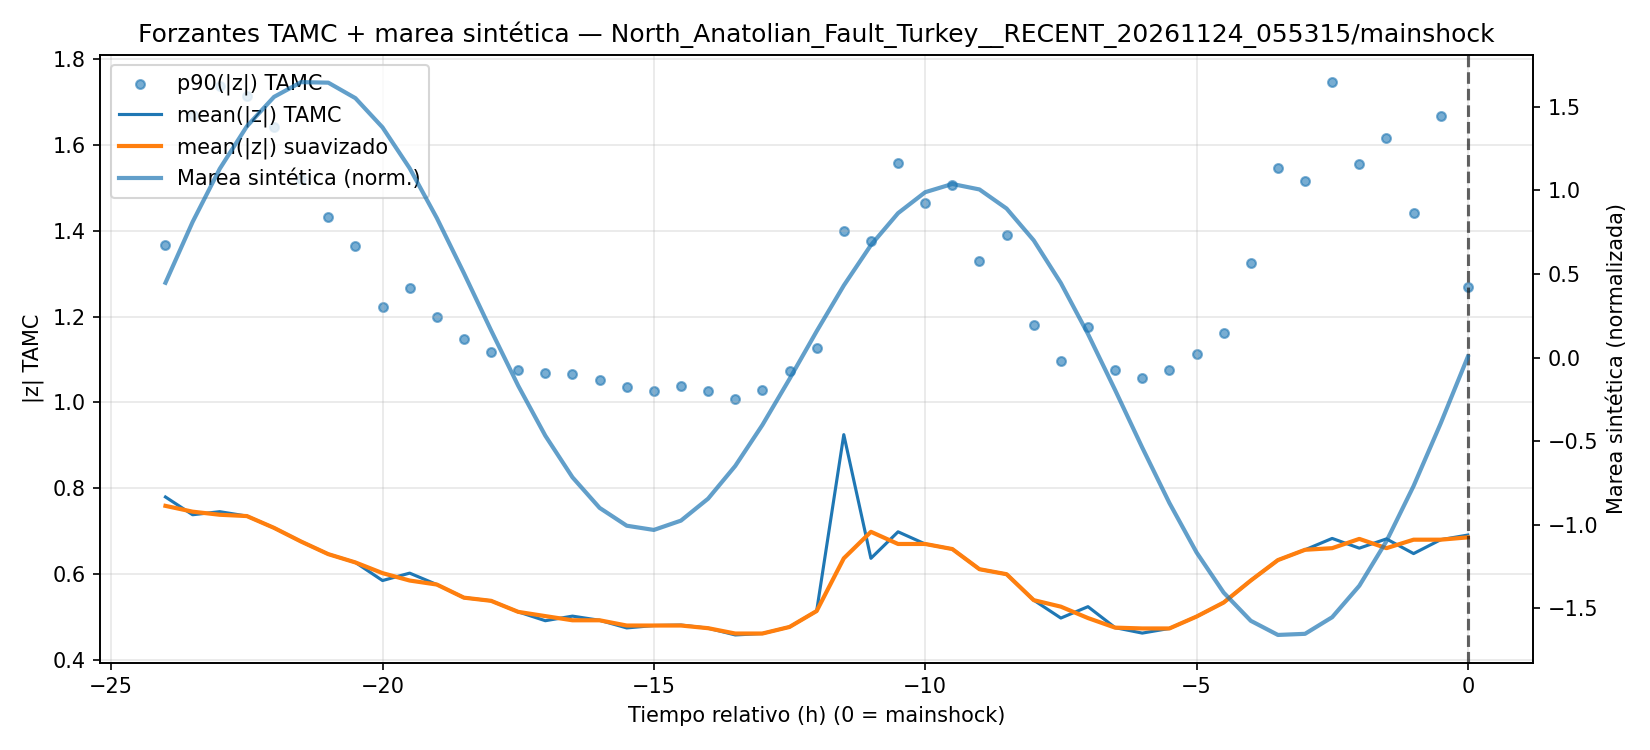 Forzantes TAMC + marea sintética — North_Anatolian_Fault_Turkey__RECENT_20261124_055315/mainshock
p90(|z|) TAMC
mean(|z|) TAMC
mean(|z|) suavizado
Marea sintética (norm.)
|z| TAMC
1.8
1.6
1.4
1.2
1.0
0.8
0.6
0.4
Marea sintética (normalizada)
1.5
1.0
0.5
0.0
−0.5
−1.0
−1.5
−25
−20
−15
−10
−5
0
Tiempo relativo (h) (0 = mainshock)